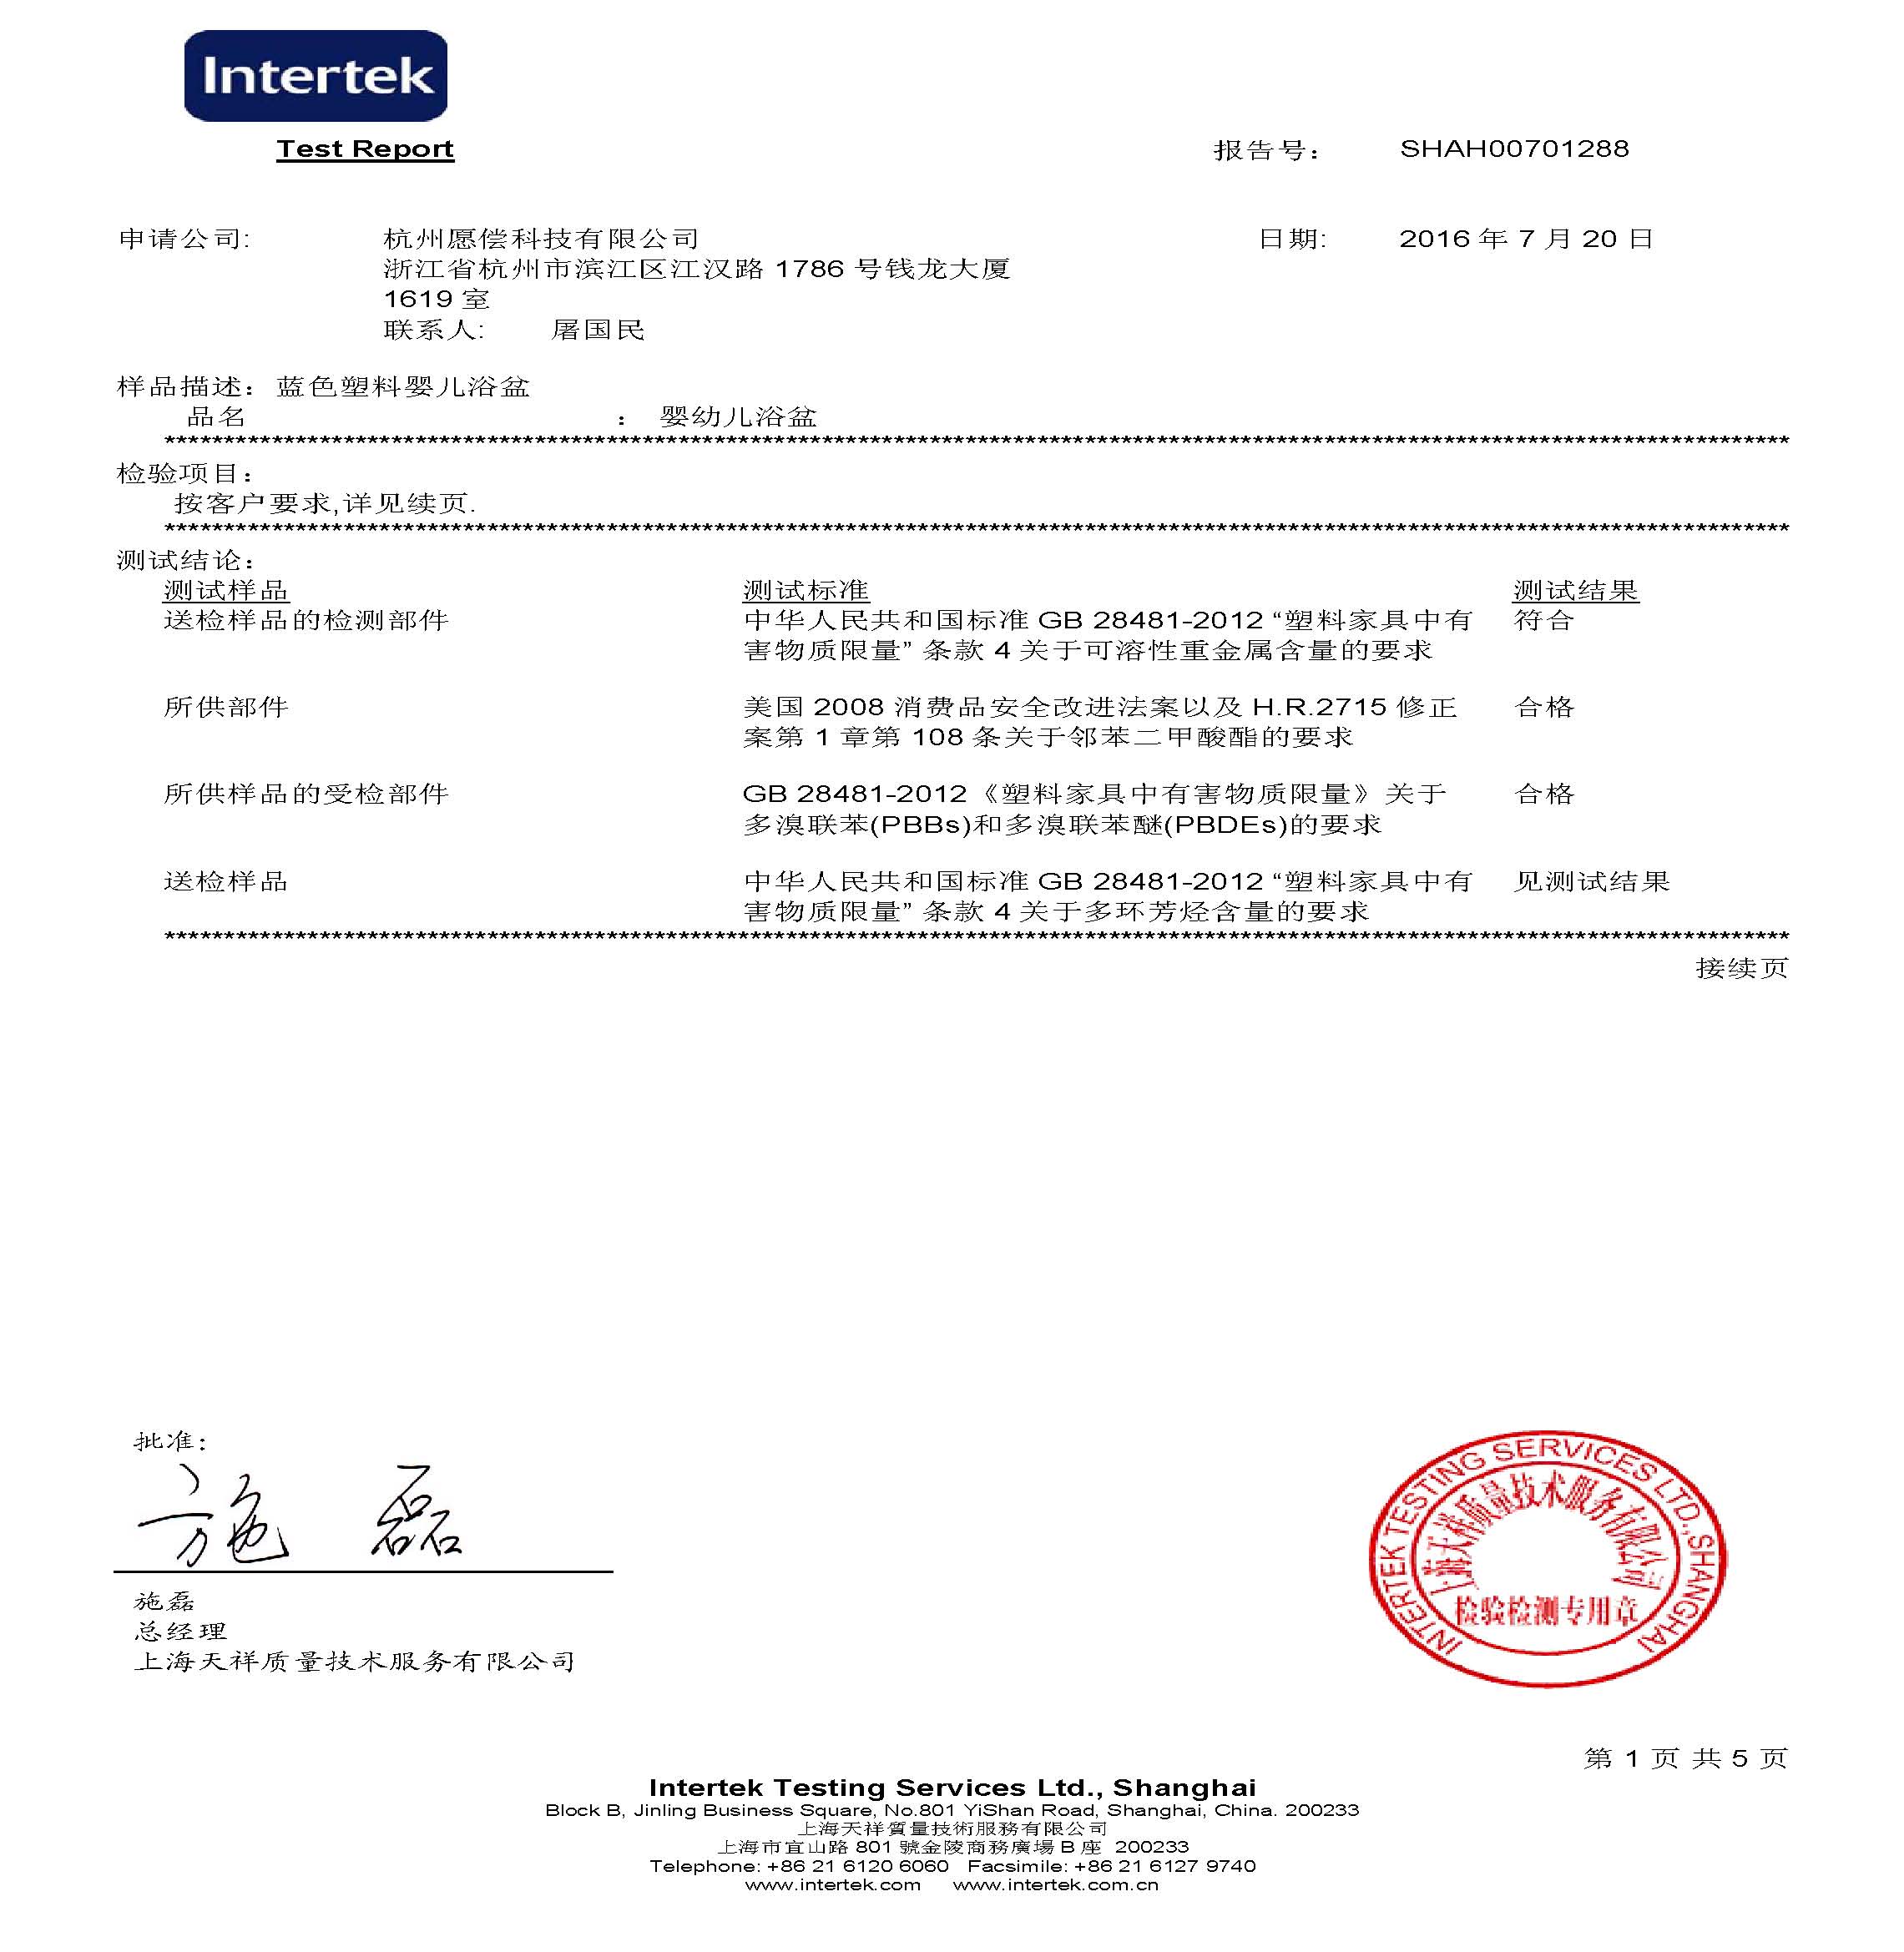 Intertek
Test Report
报告号: SHAH00701288
申请公司: 杭州愿偿科技有限公司 日期: 2016 年 7 月 20 日
浙江省杭州市滨江区江汉路 1786 号钱龙大厦
1619 室
联系人: 屠国民
样品描述: 蓝色塑料婴儿浴盆
品名 : 婴幼儿浴盆
检验项目:
按客户要求,详见续页.
测试结论:
测试样品 测试标准 测试结果
送检样品的检测部件 中华人民共和国标准 GB 28481-2012 “塑料家具中有 符合
害物质限量” 条款 4 关于可溶性重金属含量的要求
所供部件 美国 2008 消费品安全改进法案以及 H.R.2715 修正 合格
案第 1 章第 108 条关于邻苯二甲酸酯的要求
所供样品的受检部件 GB 28481-2012《塑料家具中有害物质限量》关于 合格
多溴联苯(PBBs)和多溴联苯醚(PBDEs)的要求
送检样品 中华人民共和国标准 GB 28481-2012 “塑料家具中有 见测试结果
害物质限量” 条款 4 关于多环芳烃含量的要求
接续页
批准:
施磊
施磊
总经理
上海天祥质量技术服务有限公司
INTERTEK TESTING SERVICES LTD.,SHANGHAI
上海天祥质量技术服务有限公司
检验检测专用章
第 1 页 共 5 页
Intertek Testing Services Ltd., Shanghai
Block B, Jinling Business Square, No.801 YiShan Road, Shanghai, China. 200233
上海天祥質量技術服務有限公司
上海市宜山路 801 號金陵商務廣場 B 座 200233
Telephone: +86 21 6120 6060 Facsimile: +86 21 6127 9740
www.intertek.com www.intertek.com.cn